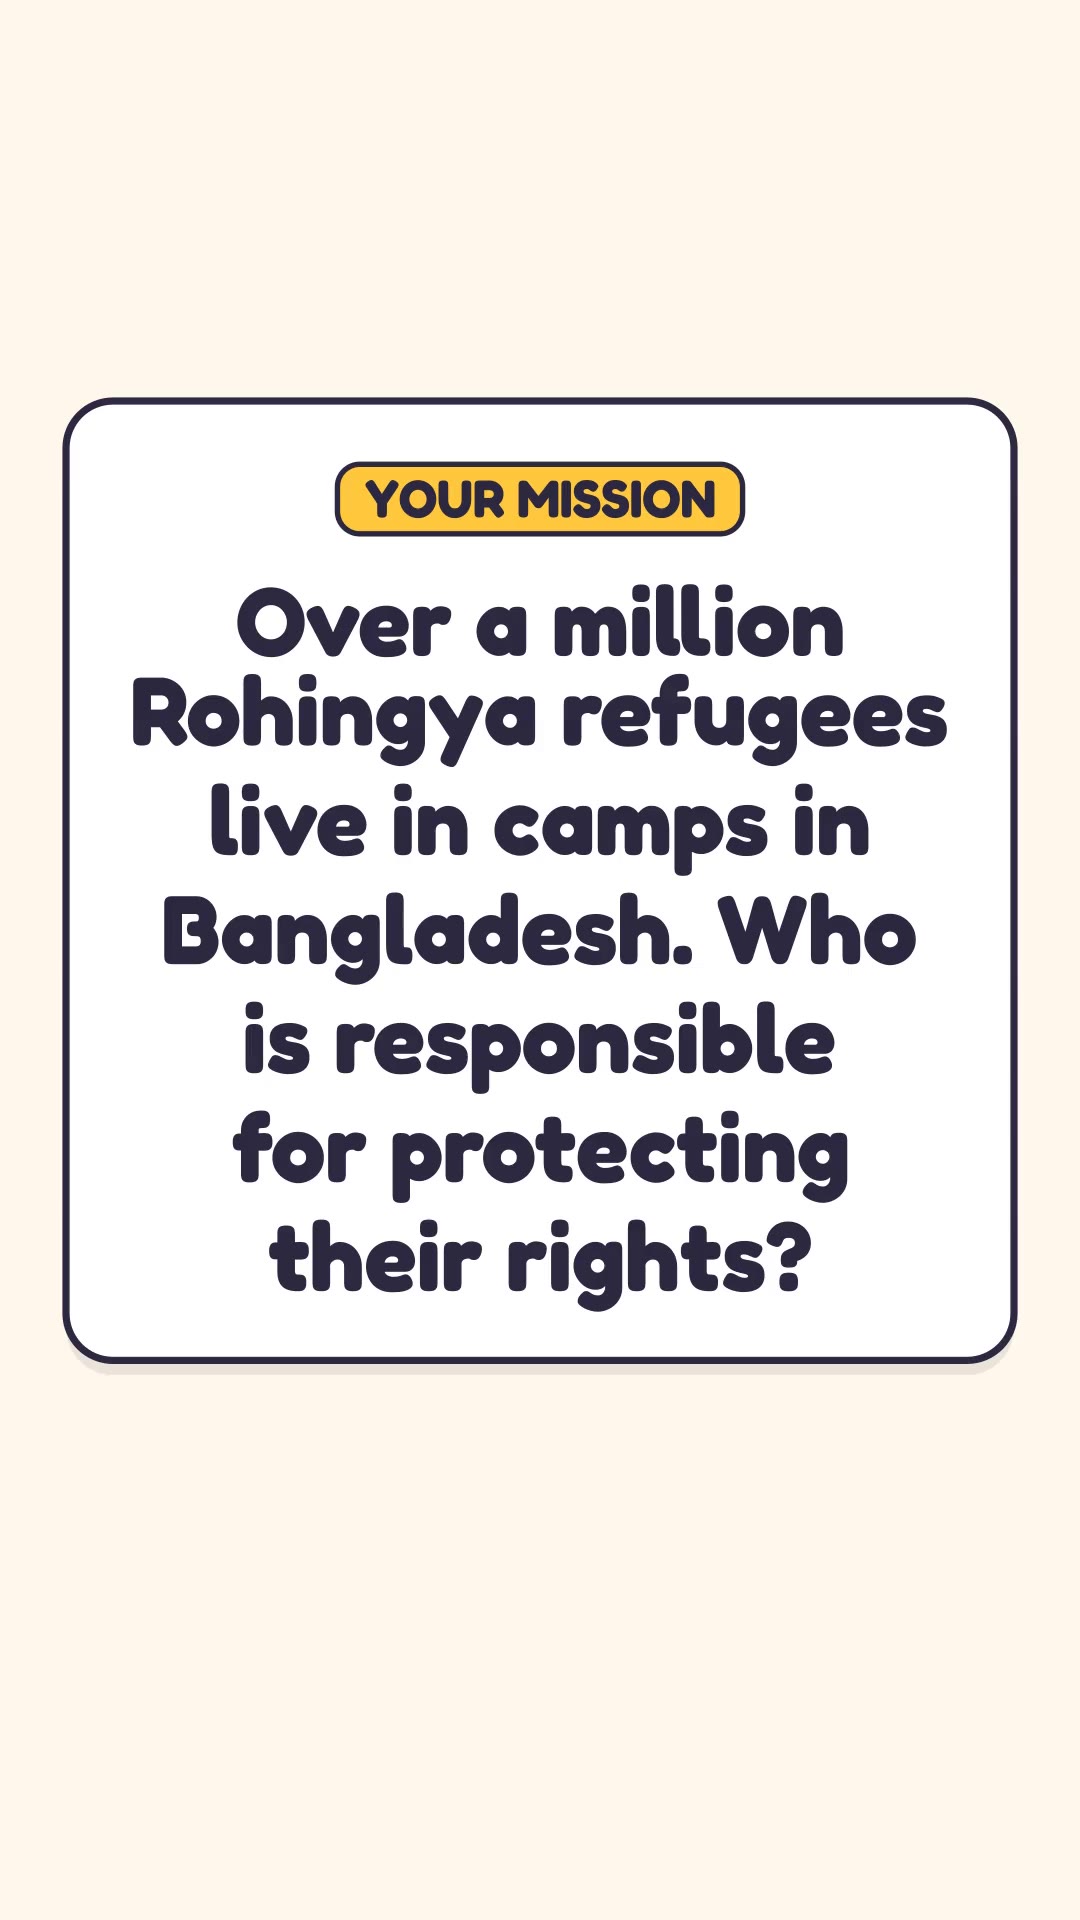 YOUR MISSION
Over a million
Rohingya refugees
live in camps in
Bangladesh. Who
is responsible
for protecting
their rights?